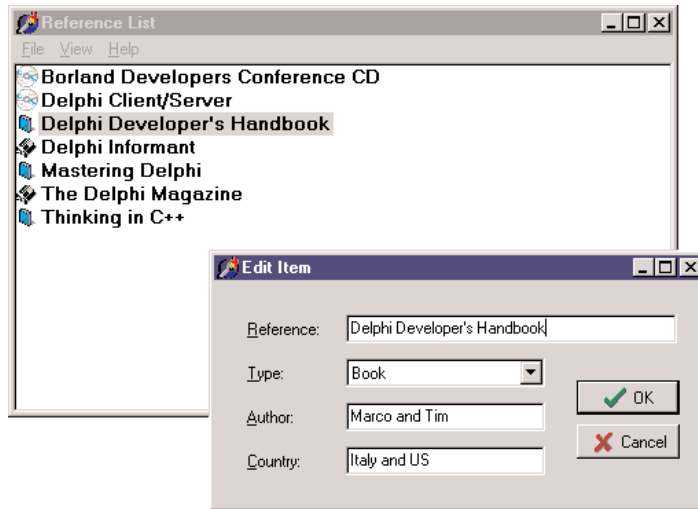 Reference List
File View Help
Borland Developers Conference CD
Delphi Client/Server
Delphi Developer's Handbook
Delphi Informant
Mastering Delphi
The Delphi Magazine
Thinking in C++
Edit Item
Reference: Delphi Developer's Handbook
Type: Book
OK
Author: Marco and Tim
Cancel
Country: Italy and US